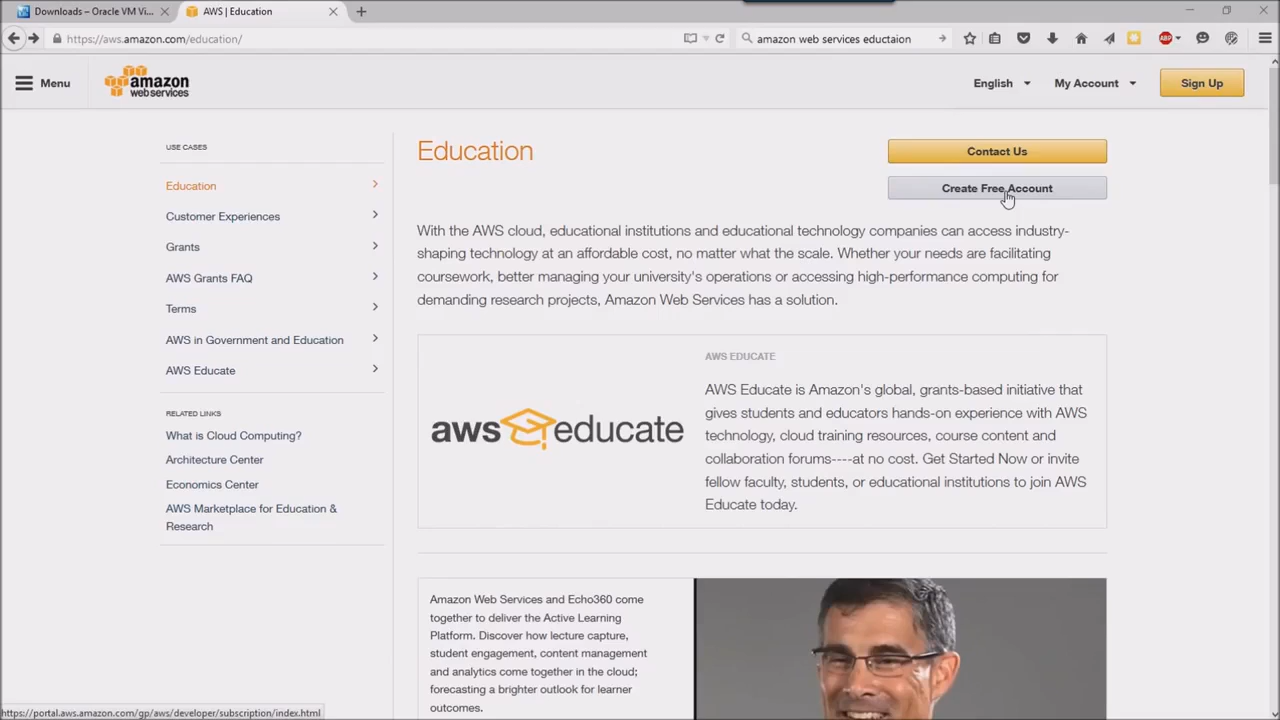 Downloads – Oracle VM Vi...
AWS | Education
https://aws.amazon.com/education/
amazon web services eductaion
ABP
Menu
amazon
web services
English
My Account
Sign Up
USE CASES
Education
Customer Experiences
Grants
AWS Grants FAQ
Terms
AWS in Government and Education
AWS Educate
RELATED LINKS
What is Cloud Computing?
Architecture Center
Economics Center
AWS Marketplace for Education &
Research
Education
Contact Us
Create Free Account
With the AWS cloud, educational institutions and educational technology companies can access industry-
shaping technology at an affordable cost, no matter what the scale. Whether your needs are facilitating
coursework, better managing your university's operations or accessing high-performance computing for
demanding research projects, Amazon Web Services has a solution.
aws educate
AWS EDUCATE
AWS Educate is Amazon's global, grants-based initiative that
gives students and educators hands-on experience with AWS
technology, cloud training resources, course content and
collaboration forums----at no cost. Get Started Now or invite
fellow faculty, students, or educational institutions to join AWS
Educate today.
Amazon Web Services and Echo360 come
together to deliver the Active Learning
Platform. Discover how lecture capture,
student engagement, content management
and analytics come together in the cloud;
forecasting a brighter outlook for learner
outcomes.
https://portal.aws.amazon.com/gp/aws/developer/subscription/index.html